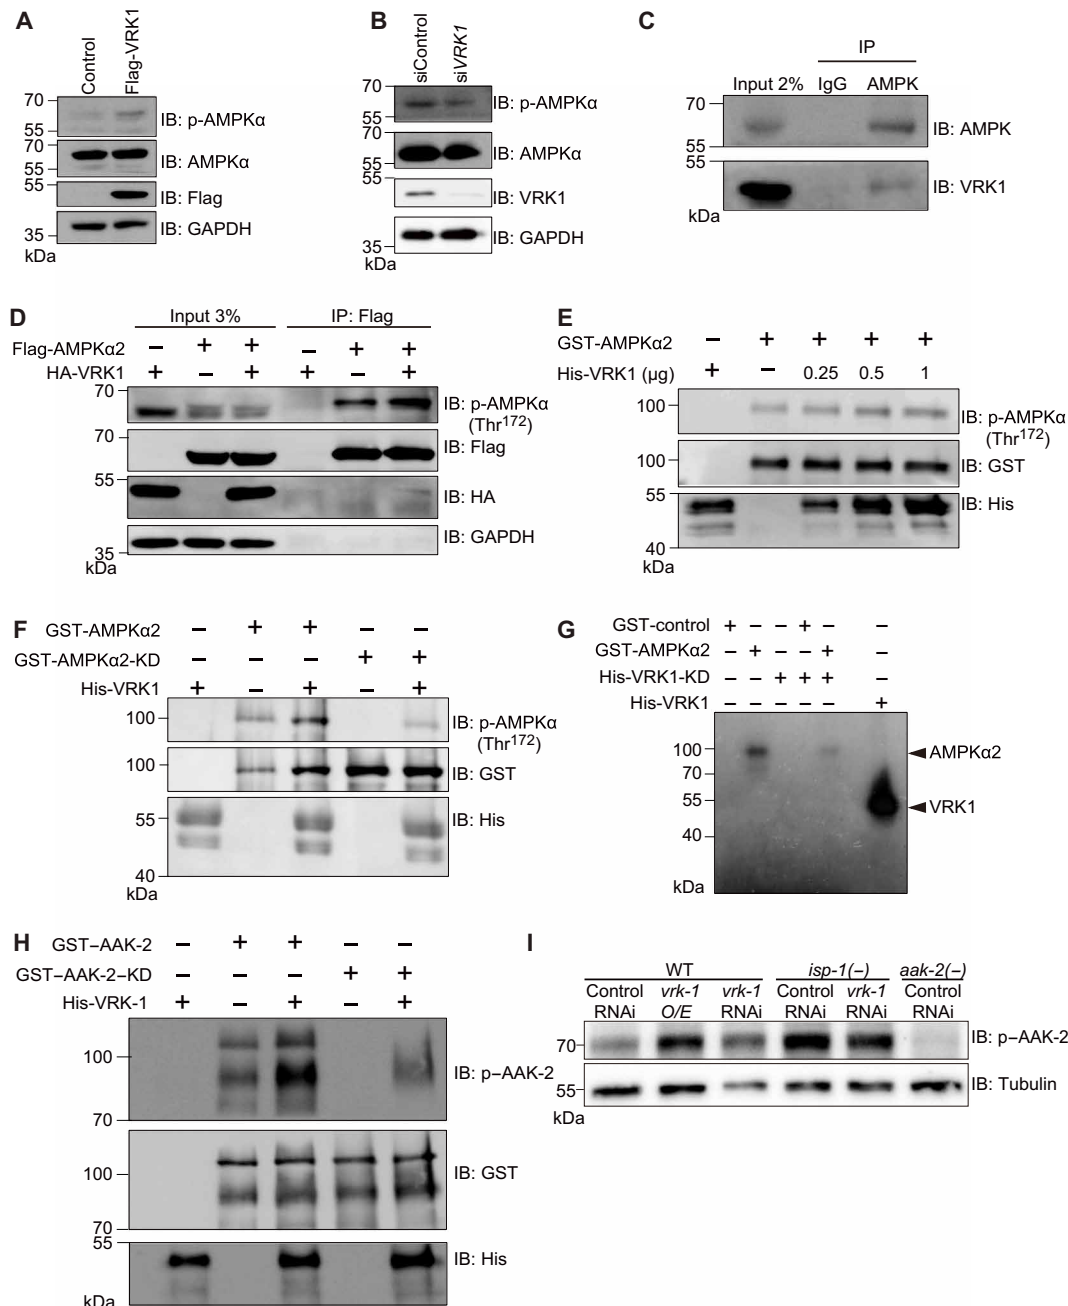 A
Control
Flag-VRK1
70
55
IB: p-AMPKα
70
55
IB: AMPKα
55
IB: Flag
35
IB: GAPDH
kDa
B
siControl
siVRK1
70
55
IB: p-AMPKα
70
55
IB: AMPKα
55
IB: VRK1
35
IB: GAPDH
kDa
C
IP
Input 2% IgG AMPK
70
55
IB: AMPK
55
IB: VRK1
kDa
D
Input 3% IP: Flag
Flag-AMPKα2 – + + – + +
HA-VRK1 + – + + – +
70
IB: p-AMPKα
(Thr172)
70
IB: Flag
55
IB: HA
35
IB: GAPDH
kDa
E
GST-AMPKα2 – + + + +
His-VRK1 (µg) + – 0.25 0.5 1
100
IB: p-AMPKα
(Thr172)
100
IB: GST
55
IB: His
40
kDa
F
GST-AMPKα2 – + + – –
GST-AMPKα2-KD – – – + +
His-VRK1 + – + – +
100
IB: p-AMPKα
(Thr172)
100
IB: GST
55
IB: His
40
kDa
G
GST-control + – – + – –
GST-AMPKα2 – + – – + –
His-VRK1-KD – – + + + –
His-VRK1 – – – – – +
100
AMPKα2
70
55
VRK1
40
kDa
H
GST–AAK-2 – + + – –
GST–AAK-2–KD – – – + +
His-VRK-1 + – + – +
100
IB: p–AAK-2
70
100
IB: GST
70
55
IB: His
kDa
I
WT isp-1(–) aak-2(–)
Control vrk-1 vrk-1 Control vrk-1 Control
RNAi O/E RNAi RNAi RNAi RNAi
70
IB: p–AAK-2
55
IB: Tubulin
kDa